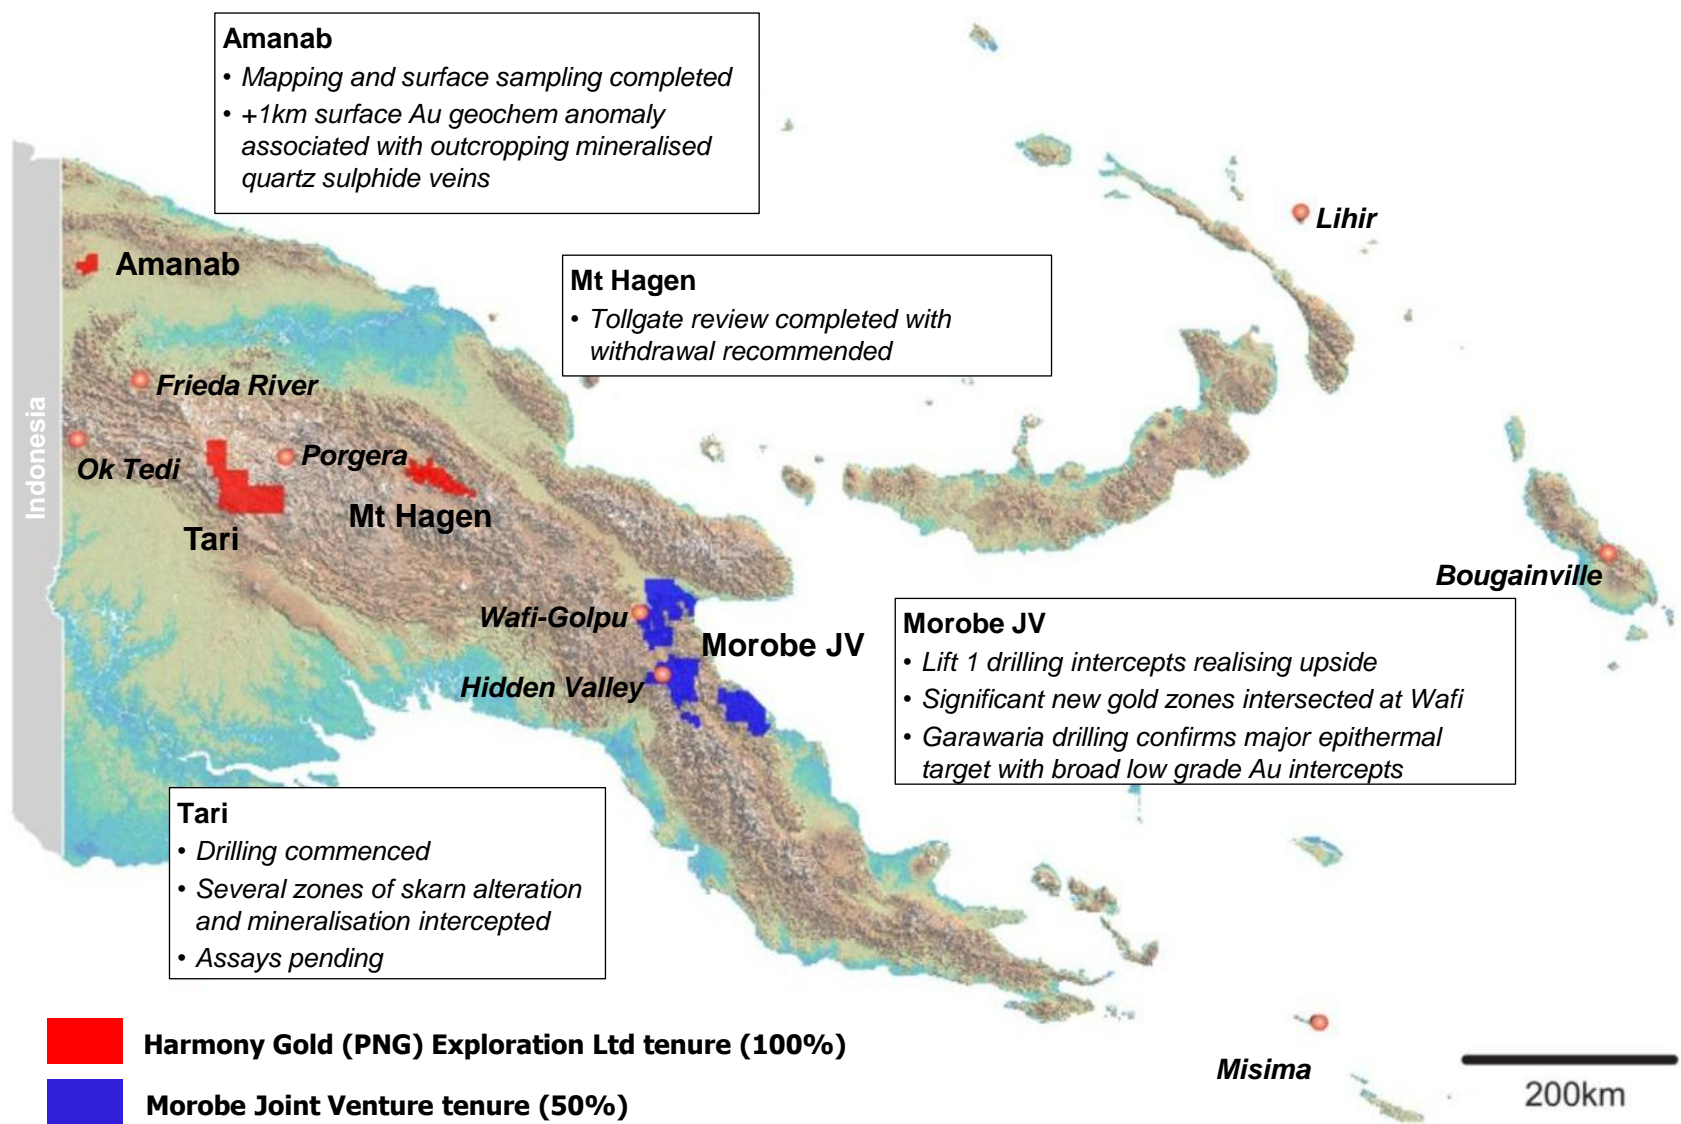 Amanab
• Mapping and surface sampling completed
• +1km surface Au geochem anomaly
associated with outcropping mineralised
quartz sulphide veins
Lihir
Amanab
Mt Hagen
• Tollgate review completed with
withdrawal recommended
Frieda River
Indonesia
Ok Tedi
Porgera
Mt Hagen
Tari
Bougainville
Wafi-Golpu
Morobe JV
Hidden Valley
Morobe JV
• Lift 1 drilling intercepts realising upside
• Significant new gold zones intersected at Wafi
• Garawaria drilling confirms major epithermal
target with broad low grade Au intercepts
Tari
• Drilling commenced
• Several zones of skarn alteration
and mineralisation intercepted
• Assays pending
Harmony Gold (PNG) Exploration Ltd tenure (100%)
Morobe Joint Venture tenure (50%)
Misima
200km